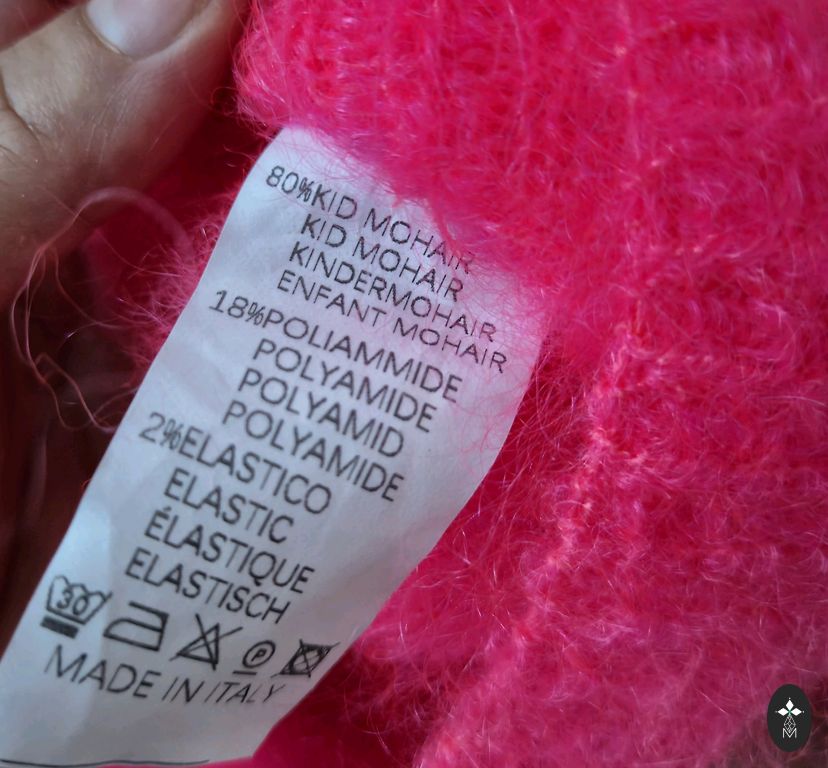 80%KID MOHAIR
KID MOHAIR
KINDERMOHAIR
ENFANT MOHAIR
18%POLIAMMIDE
POLYAMIDE
POLYAMID
POLYAMIDE
2%ELASTICO
ELASTIC
ÉLASTIQUE
ELASTISCH
30
P
MADE IN ITALY
M